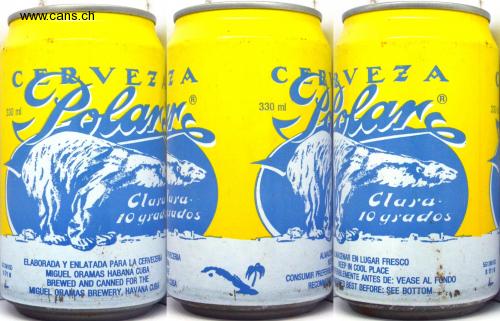 www.cans.ch
CERVEZA
330 ml
Polar®
Clara
10 grados
ELABORADA Y ENLATADA PARA LA CERVECERIA
MIGUEL ORAMAS HABANA CUBA
BREWED AND CANNED FOR THE
MIGUEL ORAMAS BREWERY, HAVANA CUBA
CERVEZA
330 ml
Polar®
Clara-
10 grados
EN LUGAR FRESCO
KEEP IN COOL PLACE
CONSUMIR PREFERIBLEMENTE ANTES DE: VEASE AL FONDO
BEST BEFORE: SEE BOTTOM